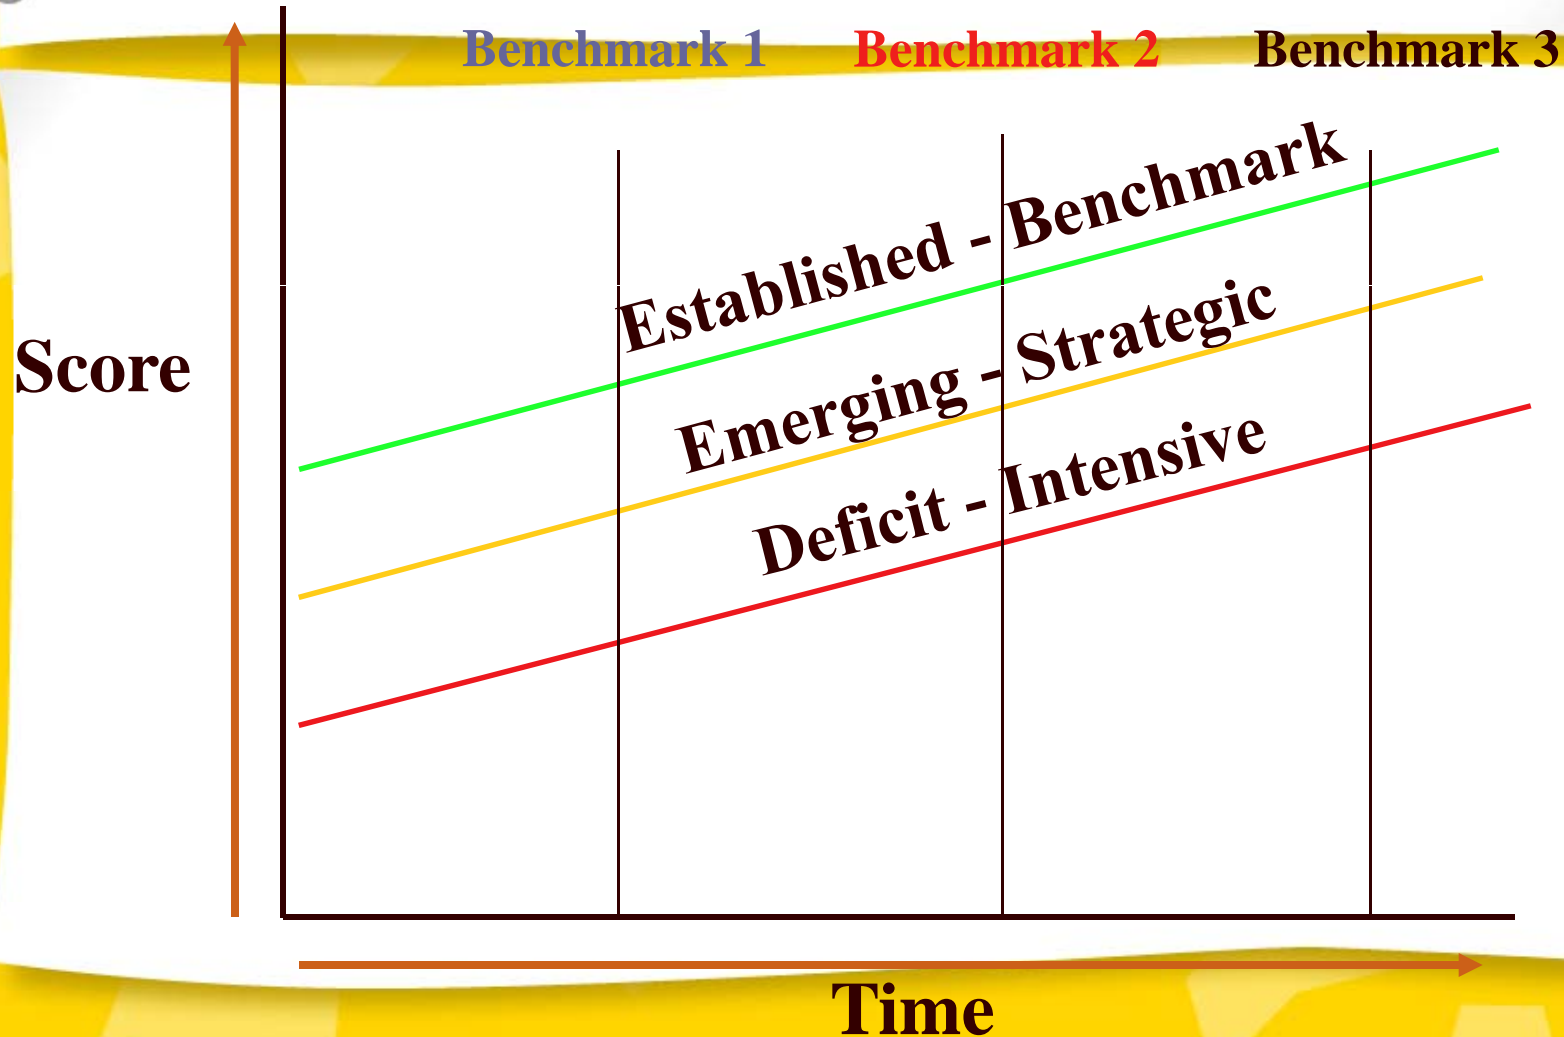 Benchmark 1 Benchmark 2 Benchmark 3
Established - Benchmark
Emerging - Strategic
Deficit - Intensive
Score
Time